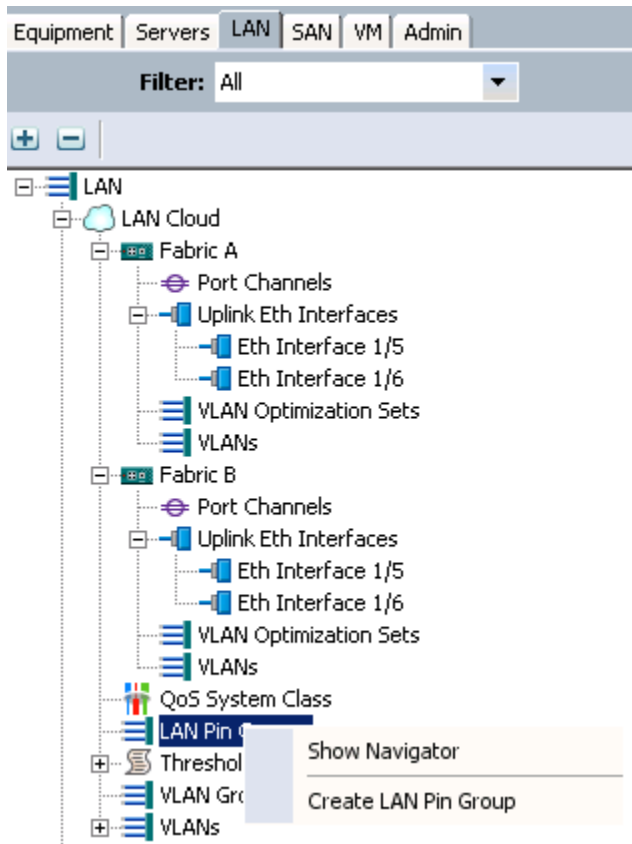 Equipment Servers LAN SAN VM Admin
Filter: All
LAN
LAN Cloud
Fabric A
Port Channels
Uplink Eth Interfaces
Eth Interface 1/5
Eth Interface 1/6
VLAN Optimization Sets
VLANs
Fabric B
Port Channels
Uplink Eth Interfaces
Eth Interface 1/5
Eth Interface 1/6
VLAN Optimization Sets
VLANs
QoS System Class
LAN Pin
Show Navigator
Create LAN Pin Group
VLAN
VLANs